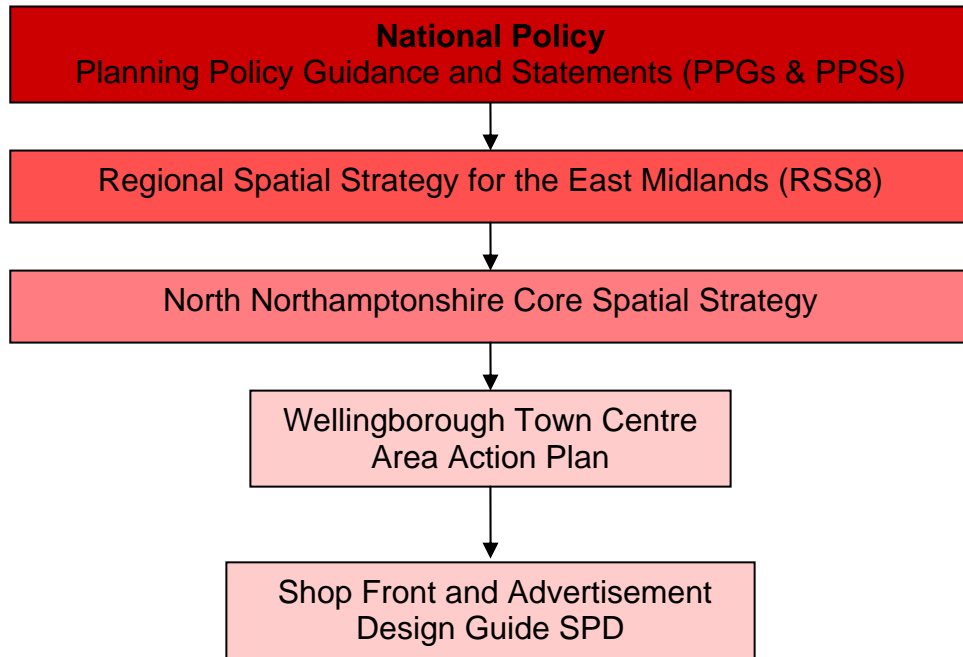 National Policy
Planning Policy Guidance and Statements (PPGs & PPSs)
Regional Spatial Strategy for the East Midlands (RSS8)
North Northamptonshire Core Spatial Strategy
Wellingborough Town Centre
Area Action Plan
Shop Front and Advertisement
Design Guide SPD